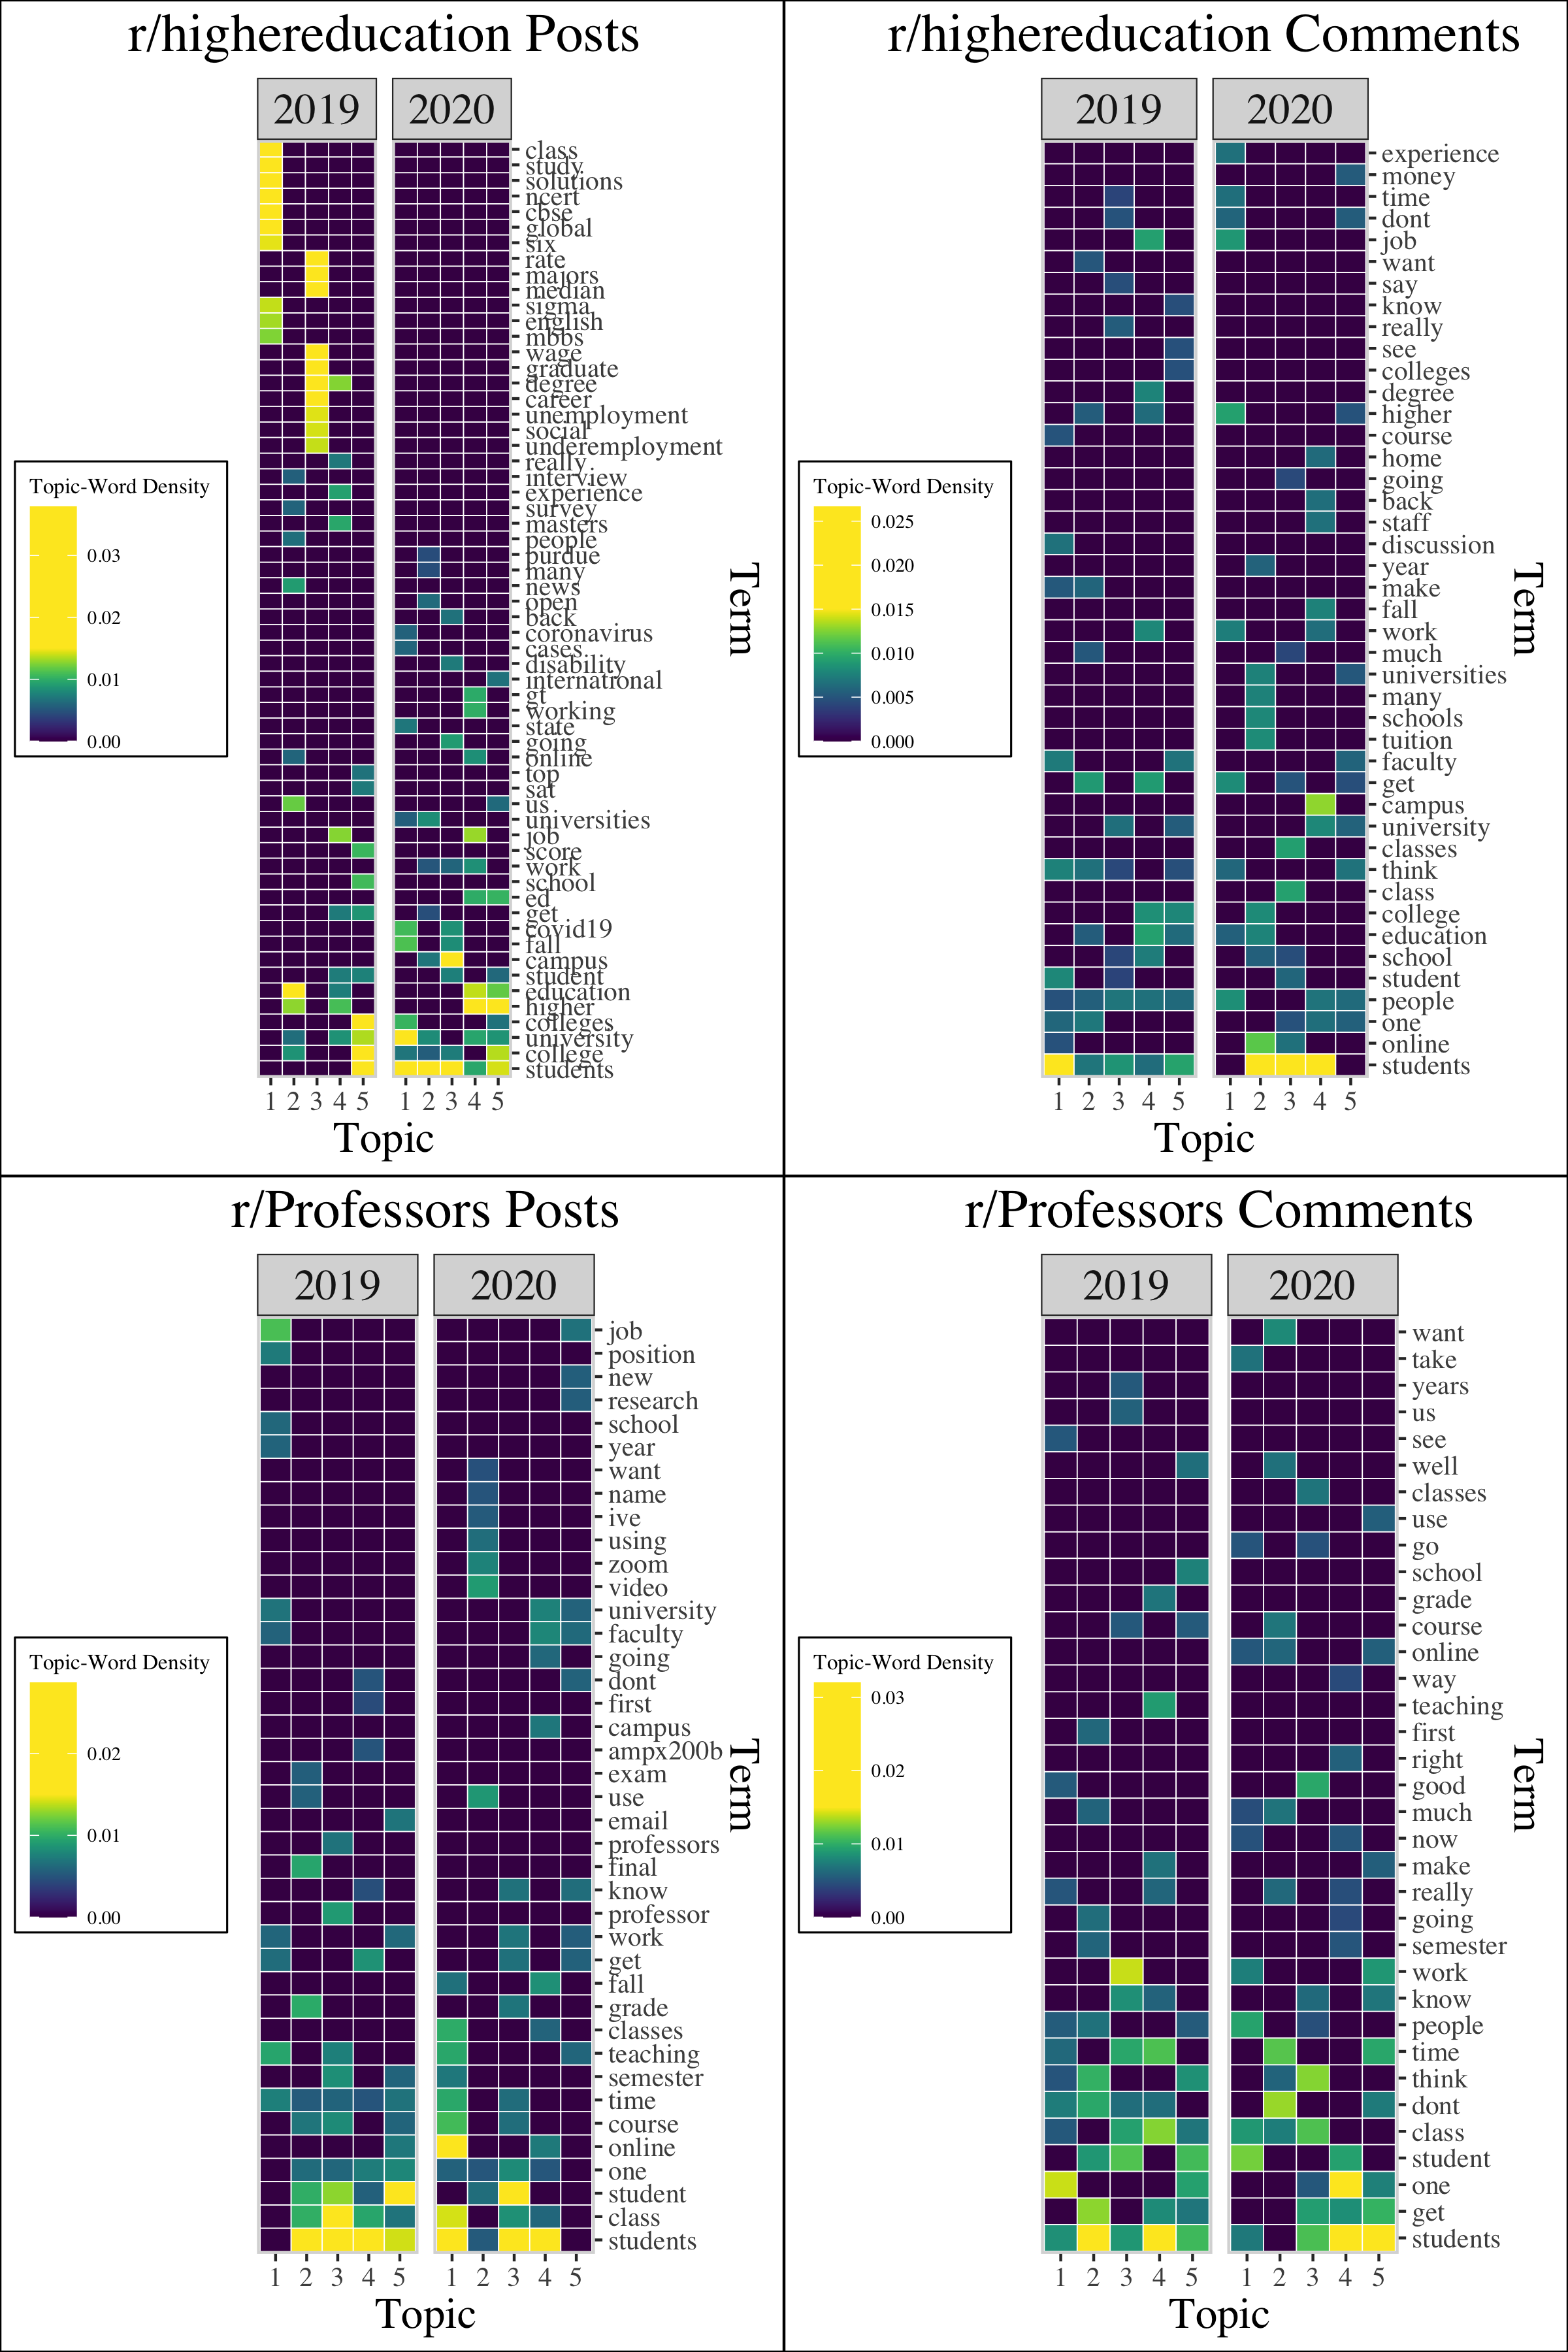 r/highereducation Posts
2019 2020
class
study
solutions
ncert
cbse
global
six
rate
majors
median
sigma
english
mbbs
wage
graduate
degree
career
unemployment
social
underemployment
really
interview
experience
survey
masters
people
purdue
many
news
open
back
coronavirus
cases
disability
international
gt
working
state
going
online
top
sat
us
universities
job
score
work
school
ed
get
covid19
fall
campus
student
education
higher
colleges
university
college
students
Term
Topic-Word Density
0.03
0.02
0.01
0.00
1 2 3 4 5 1 2 3 4 5
Topic
r/highereducation Comments
2019 2020
experience
money
time
dont
job
want
say
know
really
see
colleges
degree
higher
course
home
going
back
staff
discussion
year
make
fall
work
much
universities
many
schools
tuition
faculty
get
campus
university
classes
think
class
college
education
school
student
people
one
online
students
Term
Topic-Word Density
0.025
0.020
0.015
0.010
0.005
0.000
1 2 3 4 5 1 2 3 4 5
Topic
r/Professors Posts
2019 2020
job
position
new
research
school
year
want
name
ive
using
zoom
video
university
faculty
going
dont
first
campus
ampx200b
exam
use
email
professors
final
know
professor
work
get
fall
grade
classes
teaching
semester
time
course
online
one
student
class
students
Term
Topic-Word Density
0.02
0.01
0.00
1 2 3 4 5 1 2 3 4 5
Topic
r/Professors Comments
2019 2020
want
take
years
us
see
well
classes
use
go
school
grade
course
online
way
teaching
first
right
good
much
now
make
really
going
semester
work
know
people
time
think
dont
class
student
one
get
students
Term
Topic-Word Density
0.03
0.02
0.01
0.00
1 2 3 4 5 1 2 3 4 5
Topic